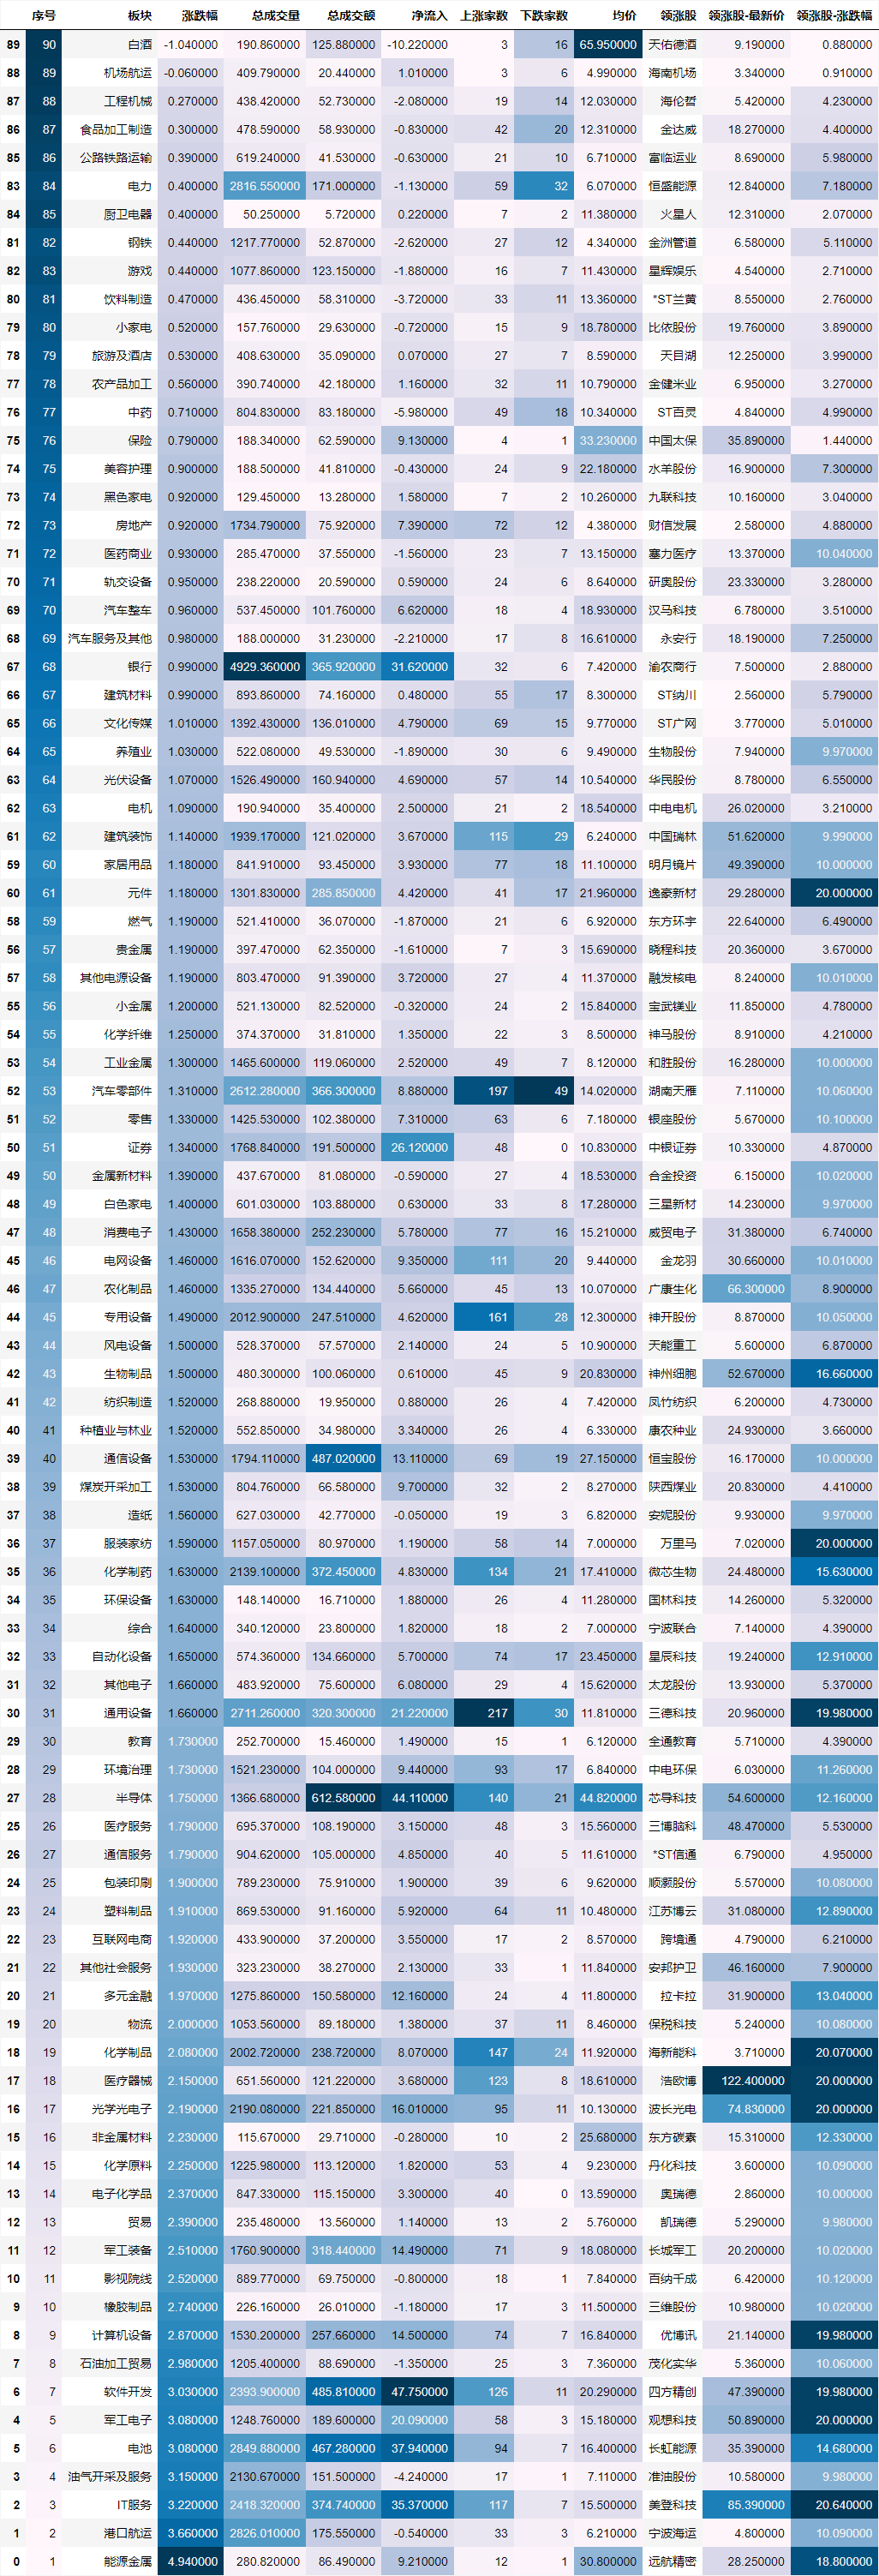 序号 板块 涨跌幅 总成交量 总成交额 净流入 上涨家数 下跌家数 均价 领涨股 领涨股-最新价 领涨股-涨跌幅
89 90 白酒 -1.040000 190.860000 125.880000 -10.220000 3 16 65.950000 天佑德酒 9.190000 0.880000
88 89 机场航运 -0.060000 409.790000 20.440000 1.010000 3 6 4.990000 海南机场 3.340000 0.910000
87 88 工程机械 0.270000 438.420000 52.730000 -2.080000 19 14 12.030000 海伦哲 5.420000 4.230000
86 87 食品加工制造 0.300000 478.590000 58.930000 -0.830000 42 20 12.310000 金达威 18.270000 4.400000
85 86 公路铁路运输 0.390000 619.240000 41.530000 -0.630000 21 10 6.710000 富临运业 8.690000 5.980000
83 84 电力 0.400000 2816.550000 171.000000 -1.130000 59 32 6.070000 恒盛能源 12.840000 7.180000
84 85 厨卫电器 0.400000 50.250000 5.720000 0.220000 7 2 11.380000 火星人 12.310000 2.070000
81 82 钢铁 0.440000 1217.770000 52.870000 -2.620000 27 12 4.340000 金洲管道 6.580000 5.110000
82 83 游戏 0.440000 1077.860000 123.150000 -1.880000 16 7 11.430000 星辉娱乐 4.540000 2.710000
80 81 饮料制造 0.470000 436.450000 58.310000 -3.720000 33 11 13.360000 *ST兰黄 8.550000 2.760000
79 80 小家电 0.520000 157.760000 29.630000 -0.720000 15 9 18.780000 比依股份 19.760000 3.890000
78 79 旅游及酒店 0.530000 408.630000 35.090000 0.070000 27 7 8.590000 天目湖 12.250000 3.990000
77 78 农产品加工 0.560000 390.740000 42.180000 1.160000 32 11 10.790000 金健米业 6.950000 3.270000
76 77 中药 0.710000 804.830000 83.180000 -5.980000 49 18 10.340000 ST百灵 4.840000 4.990000
75 76 保险 0.790000 188.340000 62.590000 9.130000 4 1 33.230000 中国太保 35.890000 1.440000
74 75 美容护理 0.900000 188.500000 41.810000 -0.430000 24 9 22.180000 水羊股份 16.900000 7.300000
73 74 黑色家电 0.920000 129.450000 13.280000 1.580000 7 2 10.260000 九联科技 10.160000 3.040000
72 73 房地产 0.920000 1734.790000 75.920000 7.390000 72 12 4.380000 财信发展 2.580000 4.880000
71 72 医药商业 0.930000 285.470000 37.550000 -1.560000 23 7 13.150000 塞力医疗 13.370000 10.040000
70 71 轨交设备 0.950000 238.220000 20.590000 0.590000 24 6 8.640000 研奥股份 23.330000 3.280000
69 70 汽车整车 0.960000 537.450000 101.760000 6.620000 18 4 18.930000 汉马科技 6.780000 3.510000
68 69 汽车服务及其他 0.980000 188.000000 31.230000 -2.210000 17 8 16.610000 永安行 18.190000 7.250000
67 68 银行 0.990000 4929.360000 365.920000 31.620000 32 6 7.420000 渝农商行 7.500000 2.880000
66 67 建筑材料 0.990000 893.860000 74.160000 0.480000 55 17 8.300000 ST纳川 2.560000 5.790000
65 66 文化传媒 1.010000 1392.430000 136.010000 4.790000 69 15 9.770000 ST广网 3.770000 5.010000
64 65 养殖业 1.030000 522.080000 49.530000 -1.890000 30 6 9.490000 生物股份 7.940000 9.970000
63 64 光伏设备 1.070000 1526.490000 160.940000 4.690000 57 14 10.540000 华民股份 8.780000 6.550000
62 63 电机 1.090000 190.940000 35.400000 2.500000 21 2 18.540000 中电电机 26.020000 3.210000
61 62 建筑装饰 1.140000 1939.170000 121.020000 3.670000 115 29 6.240000 中国瑞林 51.620000 9.990000
59 60 家居用品 1.180000 841.910000 93.450000 3.930000 77 18 11.100000 明月镜片 49.390000 10.000000
60 61 元件 1.180000 1301.830000 285.850000 4.420000 41 17 21.960000 逸豪新材 29.280000 20.000000
58 59 燃气 1.190000 521.410000 36.070000 -1.870000 21 6 6.920000 东方环宇 22.640000 6.490000
56 57 贵金属 1.190000 397.470000 62.350000 -1.610000 7 3 15.690000 晓程科技 20.360000 3.670000
57 58 其他电源设备 1.190000 803.470000 91.390000 3.720000 27 4 11.370000 融发核电 8.240000 10.010000
55 56 小金属 1.200000 521.130000 82.520000 -0.320000 24 2 15.840000 宝武镁业 11.850000 4.780000
54 55 化学纤维 1.250000 374.370000 31.810000 1.350000 22 3 8.500000 神马股份 8.910000 4.210000
53 54 工业金属 1.300000 1465.600000 119.060000 2.520000 49 7 8.120000 和胜股份 16.280000 10.000000
52 53 汽车零部件 1.310000 2612.280000 366.300000 8.880000 197 49 14.020000 湖南天雁 7.110000 10.060000
51 52 零售 1.330000 1425.530000 102.380000 7.310000 63 6 7.180000 银座股份 5.670000 10.100000
50 51 证券 1.340000 1768.840000 191.500000 26.120000 48 0 10.830000 中银证券 10.330000 4.870000
49 50 金属新材料 1.390000 437.670000 81.080000 -0.590000 27 4 18.530000 合金投资 6.150000 10.020000
48 49 白色家电 1.400000 601.030000 103.880000 0.630000 33 8 17.280000 三星新材 14.230000 9.970000
47 48 消费电子 1.430000 1658.380000 252.230000 5.780000 77 16 15.210000 威贸电子 31.380000 6.740000
45 46 电网设备 1.460000 1616.070000 152.620000 9.350000 111 20 9.440000 金龙羽 30.660000 10.010000
46 47 农化制品 1.460000 1335.270000 134.440000 5.660000 45 13 10.070000 广康生化 66.300000 8.900000
44 45 专用设备 1.490000 2012.900000 247.510000 4.620000 161 28 12.300000 神开股份 8.870000 10.050000
43 44 风电设备 1.500000 528.370000 57.570000 2.140000 24 5 10.900000 天能重工 5.600000 6.870000
42 43 生物制品 1.500000 480.300000 100.060000 0.610000 45 9 20.830000 神州细胞 52.670000 16.660000
41 42 纺织制造 1.520000 268.880000 19.950000 0.880000 26 4 7.420000 凤竹纺织 6.200000 4.730000
40 41 种植业与林业 1.520000 552.850000 34.980000 3.340000 26 4 6.330000 康农种业 24.930000 3.660000
39 40 通信设备 1.530000 1794.110000 487.020000 13.110000 69 19 27.150000 恒宝股份 16.170000 10.000000
38 39 煤炭开采加工 1.530000 804.760000 66.580000 9.700000 32 2 8.270000 陕西煤业 20.830000 4.410000
37 38 造纸 1.560000 627.030000 42.770000 -0.050000 19 3 6.820000 安妮股份 9.930000 9.970000
36 37 服装家纺 1.590000 1157.050000 80.970000 1.190000 58 14 7.000000 万里马 7.020000 20.000000
35 36 化学制药 1.630000 2139.100000 372.450000 4.830000 134 21 17.410000 微芯生物 24.480000 15.630000
34 35 环保设备 1.630000 148.140000 16.710000 1.880000 26 4 11.280000 国林科技 14.260000 5.320000
33 34 综合 1.640000 340.120000 23.800000 1.820000 18 2 7.000000 宁波联合 7.140000 4.390000
32 33 自动化设备 1.650000 574.360000 134.660000 5.700000 74 17 23.450000 星辰科技 19.240000 12.910000
31 32 其他电子 1.660000 483.920000 75.600000 6.080000 29 4 15.620000 太龙股份 13.930000 5.370000
30 31 通用设备 1.660000 2711.260000 320.300000 21.220000 217 30 11.810000 三德科技 20.960000 19.980000
29 30 教育 1.730000 252.700000 15.460000 1.490000 15 1 6.120000 全通教育 5.710000 4.390000
28 29 环境治理 1.730000 1521.230000 104.000000 9.440000 93 17 6.840000 中电环保 6.030000 11.260000
27 28 半导体 1.750000 1366.680000 612.580000 44.110000 140 21 44.820000 芯导科技 54.600000 12.160000
25 26 医疗服务 1.790000 695.370000 108.190000 3.150000 48 3 15.560000 三博脑科 48.470000 5.530000
26 27 通信服务 1.790000 904.620000 105.000000 4.850000 40 5 11.610000 *ST信通 6.790000 4.950000
24 25 包装印刷 1.900000 789.230000 75.910000 1.900000 39 6 9.620000 顺灏股份 5.570000 10.080000
23 24 塑料制品 1.910000 869.530000 91.160000 5.920000 64 11 10.480000 江苏博云 31.080000 12.890000
22 23 互联网电商 1.920000 433.900000 37.200000 3.550000 17 2 8.570000 跨境通 4.790000 6.210000
21 22 其他社会服务 1.930000 323.230000 38.270000 2.130000 33 1 11.840000 安邦护卫 46.160000 7.900000
20 21 多元金融 1.970000 1275.860000 150.580000 12.160000 24 4 11.800000 拉卡拉 31.900000 13.040000
19 20 物流 2.000000 1053.560000 89.180000 1.380000 37 11 8.460000 保税科技 5.240000 10.080000
18 19 化学制品 2.080000 2002.720000 238.720000 8.070000 147 24 11.920000 海新能科 3.710000 20.070000
17 18 医疗器械 2.150000 651.560000 121.220000 3.680000 123 8 18.610000 浩欧博 122.400000 20.000000
16 17 光学光电子 2.190000 2190.080000 221.850000 16.010000 95 11 10.130000 波长光电 74.830000 20.000000
15 16 非金属材料 2.230000 115.670000 29.710000 -0.280000 10 2 25.680000 东方碳素 15.310000 12.330000
14 15 化学原料 2.250000 1225.980000 113.120000 1.820000 53 4 9.230000 丹化科技 3.600000 10.090000
13 14 电子化学品 2.370000 847.330000 115.150000 3.300000 40 0 13.590000 奥瑞德 2.860000 10.000000
12 13 贸易 2.390000 235.480000 13.560000 1.140000 13 2 5.760000 凯瑞德 5.290000 9.980000
11 12 军工装备 2.510000 1760.900000 318.440000 14.490000 71 9 18.080000 长城军工 20.200000 10.020000
10 11 影视院线 2.520000 889.770000 69.750000 -0.800000 18 1 7.840000 百纳千成 6.420000 10.120000
9 10 橡胶制品 2.740000 226.160000 26.010000 -1.180000 17 3 11.500000 三维股份 10.980000 10.020000
8 9 计算机设备 2.870000 1530.200000 257.660000 14.500000 74 7 16.840000 优博讯 21.140000 19.980000
7 8 石油加工贸易 2.980000 1205.400000 88.690000 -1.350000 25 3 7.360000 茂化实华 5.360000 10.060000
6 7 软件开发 3.030000 2393.900000 485.810000 47.750000 126 11 20.290000 四方精创 47.390000 19.980000
4 5 军工电子 3.080000 1248.760000 189.600000 20.090000 58 3 15.180000 观想科技 50.890000 20.000000
5 6 电池 3.080000 2849.880000 467.280000 37.940000 94 7 16.400000 长虹能源 35.390000 14.680000
3 4 油气开采及服务 3.150000 2130.670000 151.500000 -4.240000 17 1 7.110000 准油股份 10.580000 9.980000
2 3 IT服务 3.220000 2418.320000 374.740000 35.370000 117 7 15.500000 美登科技 85.390000 20.640000
1 2 港口航运 3.660000 2826.010000 175.550000 -0.540000 33 3 6.210000 宁波海运 4.800000 10.090000
0 1 能源金属 4.940000 280.820000 86.490000 9.210000 12 1 30.800000 远航精密 28.250000 18.800000